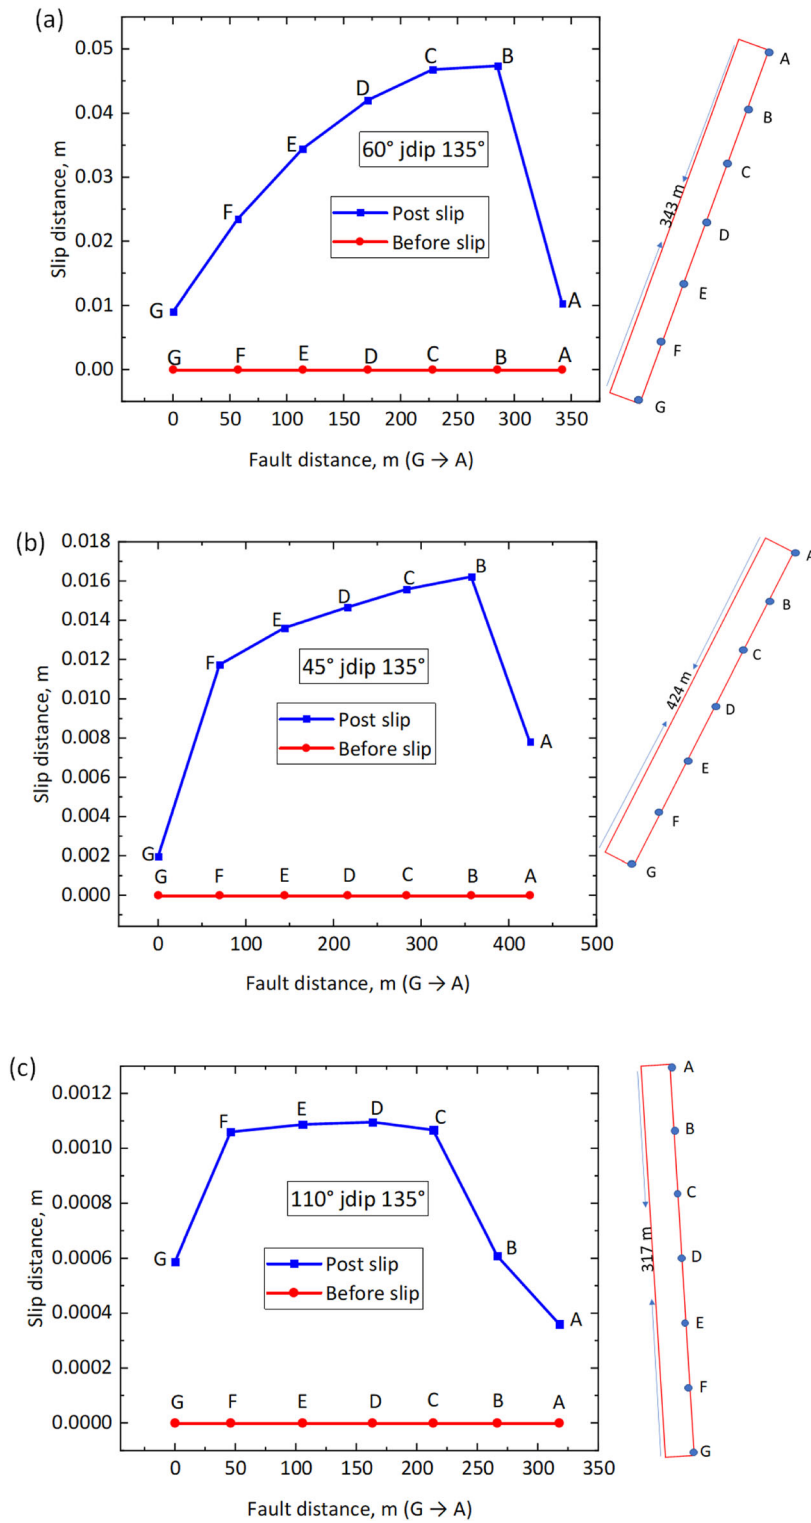 (a)
0.05
0.04
0.03
0.02
0.01
0.00
Slip distance, m
G
F
E
D
C
B
A
60° jdip 135°
Post slip
Before slip
G F E D C B A
0 50 100 150 200 250 300 350
Fault distance, m (G → A)
A
B
C
D
E
F
G
343 m
(b)
0.018
0.016
0.014
0.012
0.010
0.008
0.006
0.004
0.002
0.000
Slip distance, m
G
F
E
D
C
B
A
45° jdip 135°
Post slip
Before slip
G F E D C B A
0 100 200 300 400 500
Fault distance, m (G → A)
A
B
C
D
E
F
G
424 m
(c)
0.0012
0.0010
0.0008
0.0006
0.0004
0.0002
0.0000
Slip distance, m
G
F
E
D
C
B
A
110° jdip 135°
Post slip
Before slip
G F E D C B A
0 50 100 150 200 250 300 350
Fault distance, m (G → A)
A
B
C
D
E
F
G
317 m